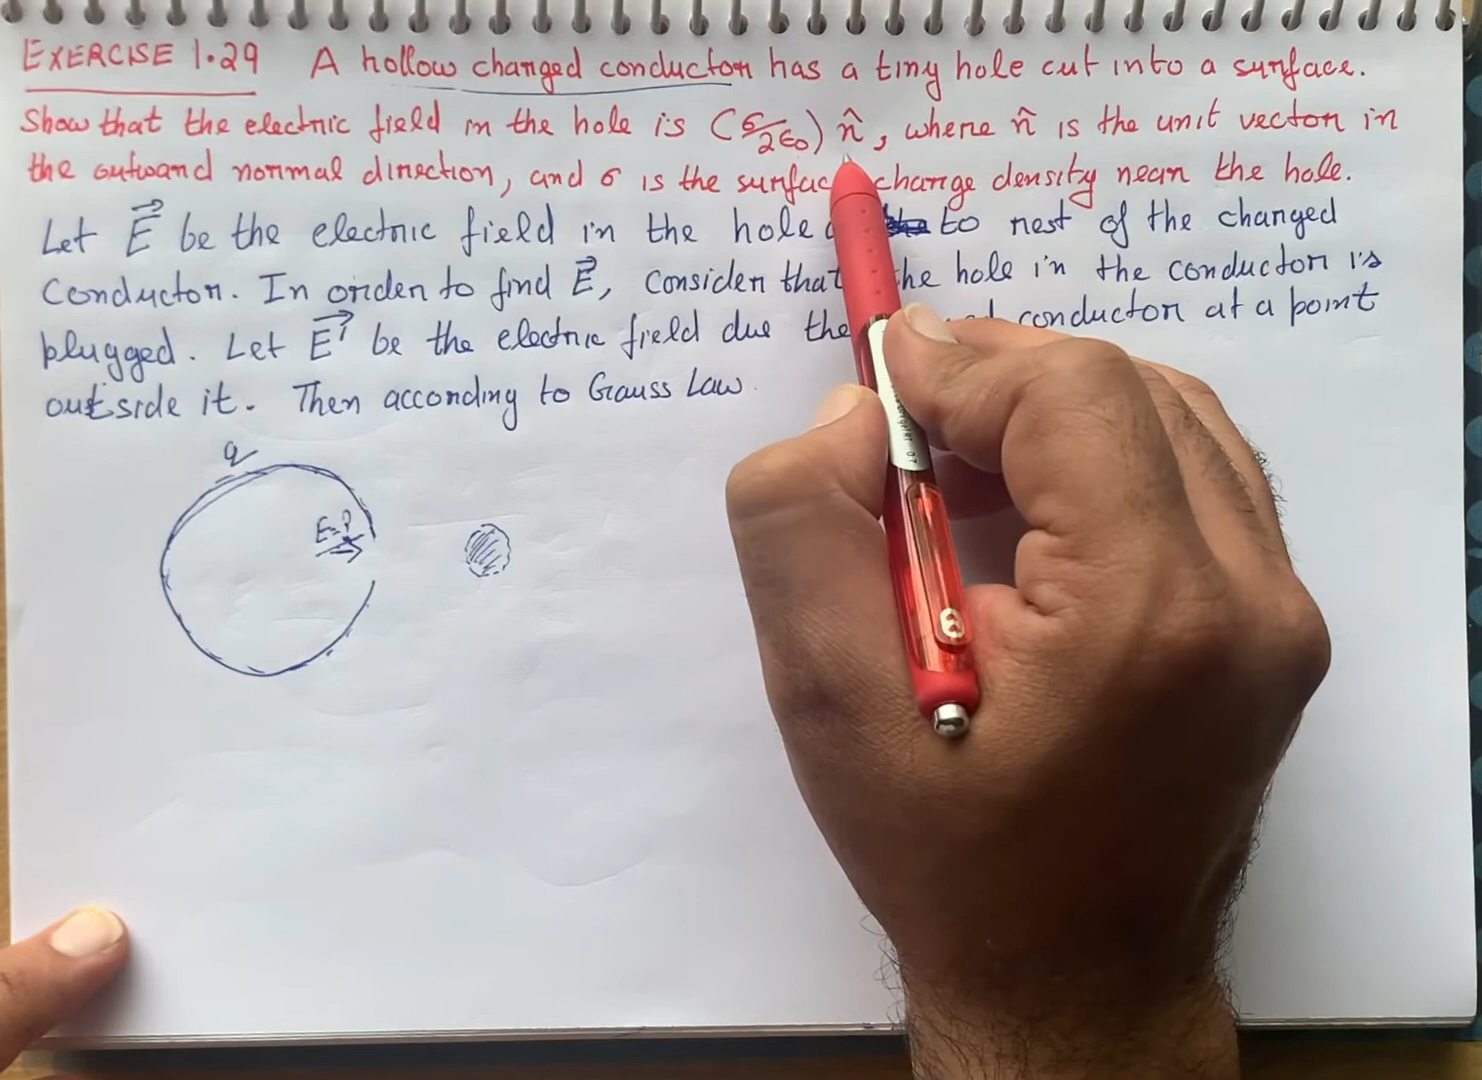 EXERCISE 1.29 A hollow charged conductor has a tiny hole cut into a surface.
Show that the electric field in the hole is (σ/2ϵ0) n̂, where n̂ is the unit vector in
the outward normal direction, and σ is the surface charge density near the hole.
Let E⃗ be the electric field in the hole to rest of the charged
Conductor. In order to find E⃗, Consider that the hole in the conductor is
plugged. Let E⃗' be the electric field due the conductor at a point
outside it. Then according to Gauss Law.
q
E=?